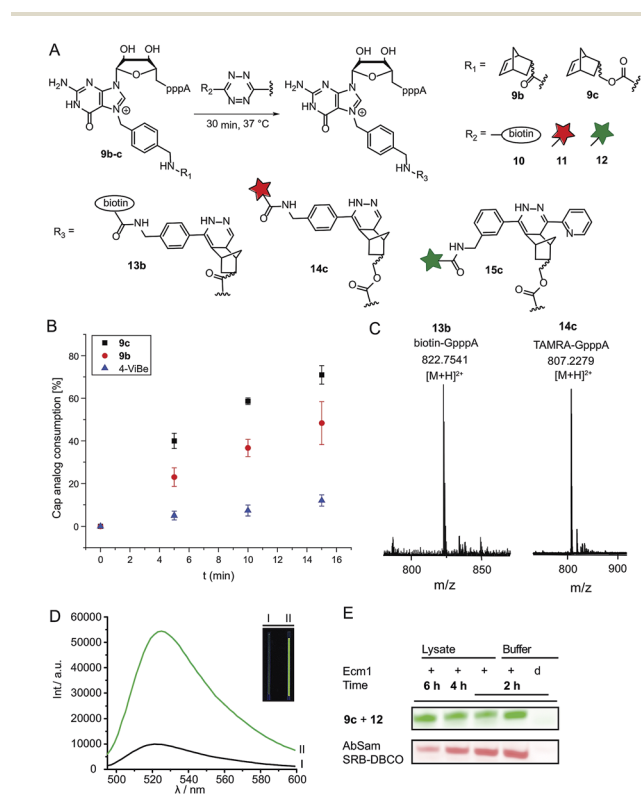 A
OH OH
O
pppA
H₂N
N
N
N
HN
N
⊕
O
9b-c
HN
R₁
N=N
R₂
N-N
30 min, 37 °C
OH OH
O
pppA
H₂N
N
N
N
HN
N
⊕
O
HN
R₃
R₁ =
O
9b
O
O
9c
R₂ =
biotin
10
11
12
R₃ =
biotin
O
NH
HN-N
13b
O
O
NH
HN-N
14c
O
O
HN-N
N
HN
O
15c
O
O
B
9c
9b
4-ViBe
Cap analog consumption [%]
80
60
40
20
0
0 2 4 6 8 10 12 14 16
t (min)
C
13b
biotin-GpppA
822.7541
[M+H]²⁺
14c
TAMRA-GpppA
807.2279
[M+H]²⁺
800 850
m/z
800 900
m/z
D
Int./ a.u.
60000
50000
40000
30000
20000
10000
0
I II
II
I
500 520 540 560 580 600
λ / nm
E
Lysate Buffer
Ecm1 + + + + d
Time 6 h 4 h 2 h
9c + 12
AbSam
SRB-DBCO